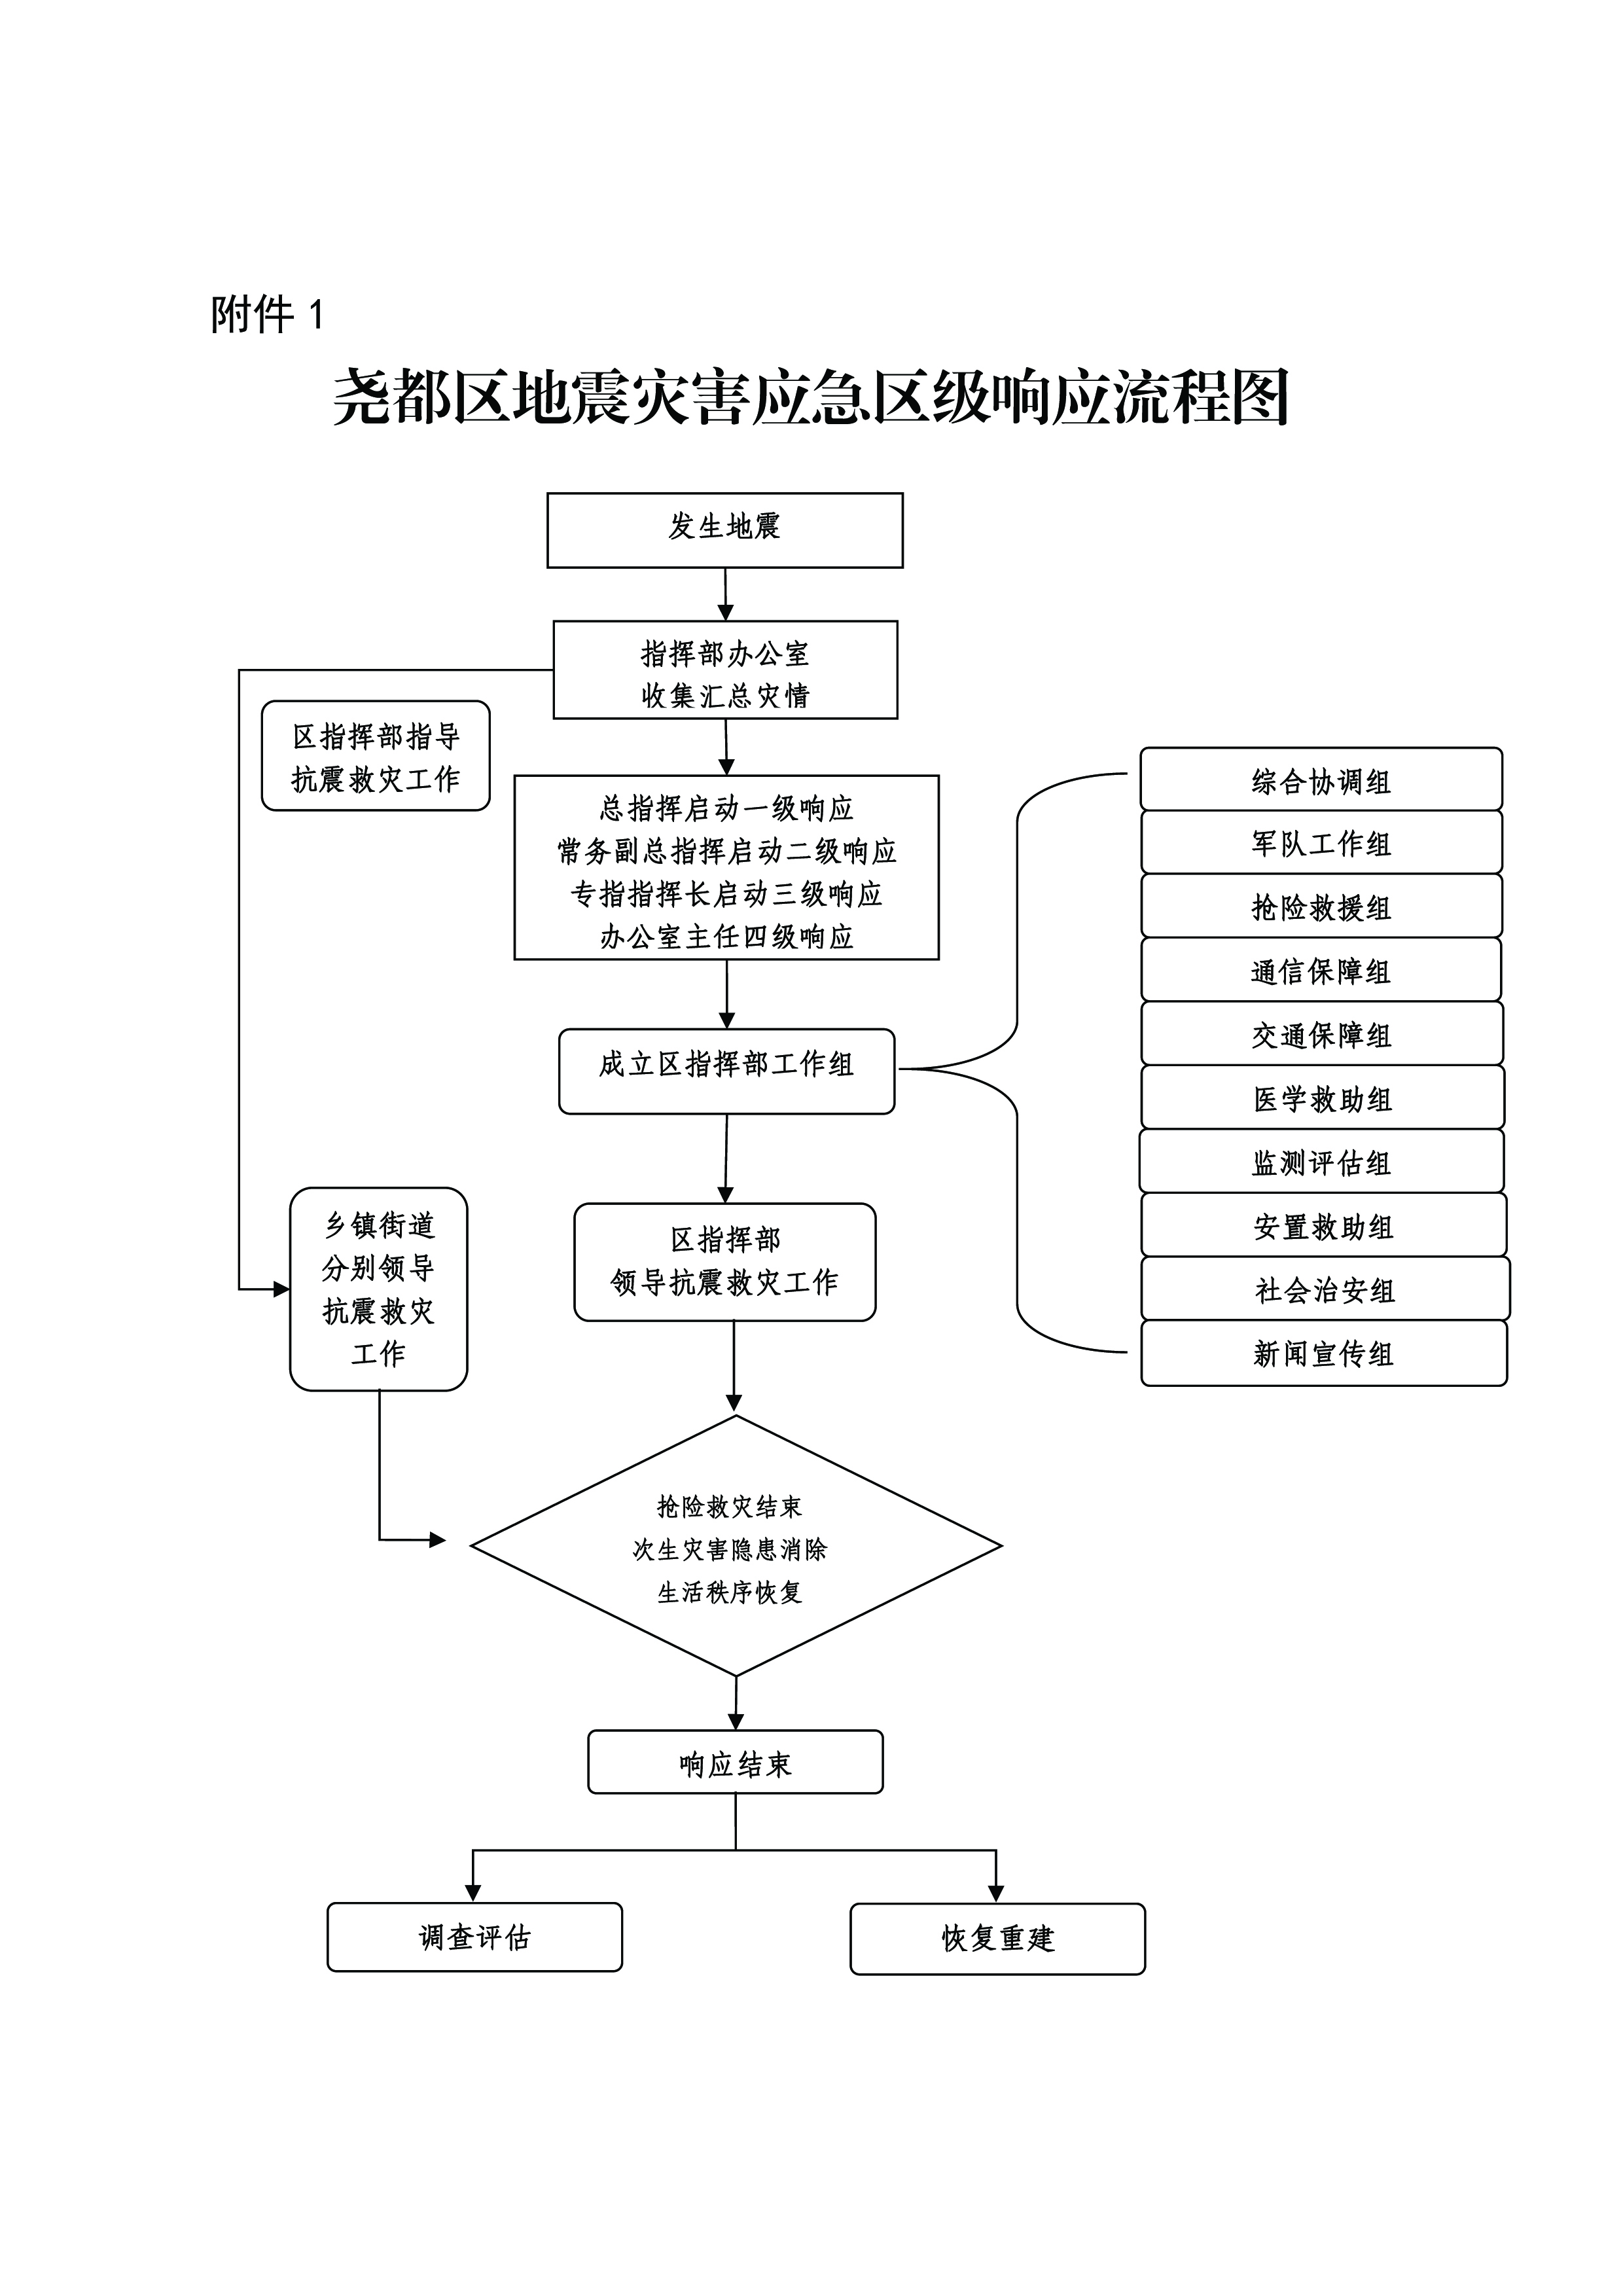 附件 1
尧都区地震灾害应急区级响应流程图
发生地震
指挥部办公室
收集汇总灾情
区指挥部指导
抗震救灾工作
总指挥启动一级响应
常务副总指挥启动二级响应
专指指挥长启动三级响应
办公室主任四级响应
成立区指挥部工作组
综合协调组
军队工作组
抢险救援组
通信保障组
交通保障组
医学救助组
监测评估组
安置救助组
社会治安组
新闻宣传组
乡镇街道
分别领导
抗震救灾
工作
区指挥部
领导抗震救灾工作
抢险救灾结束
次生灾害隐患消除
生活秩序恢复
响应结束
调查评估
恢复重建